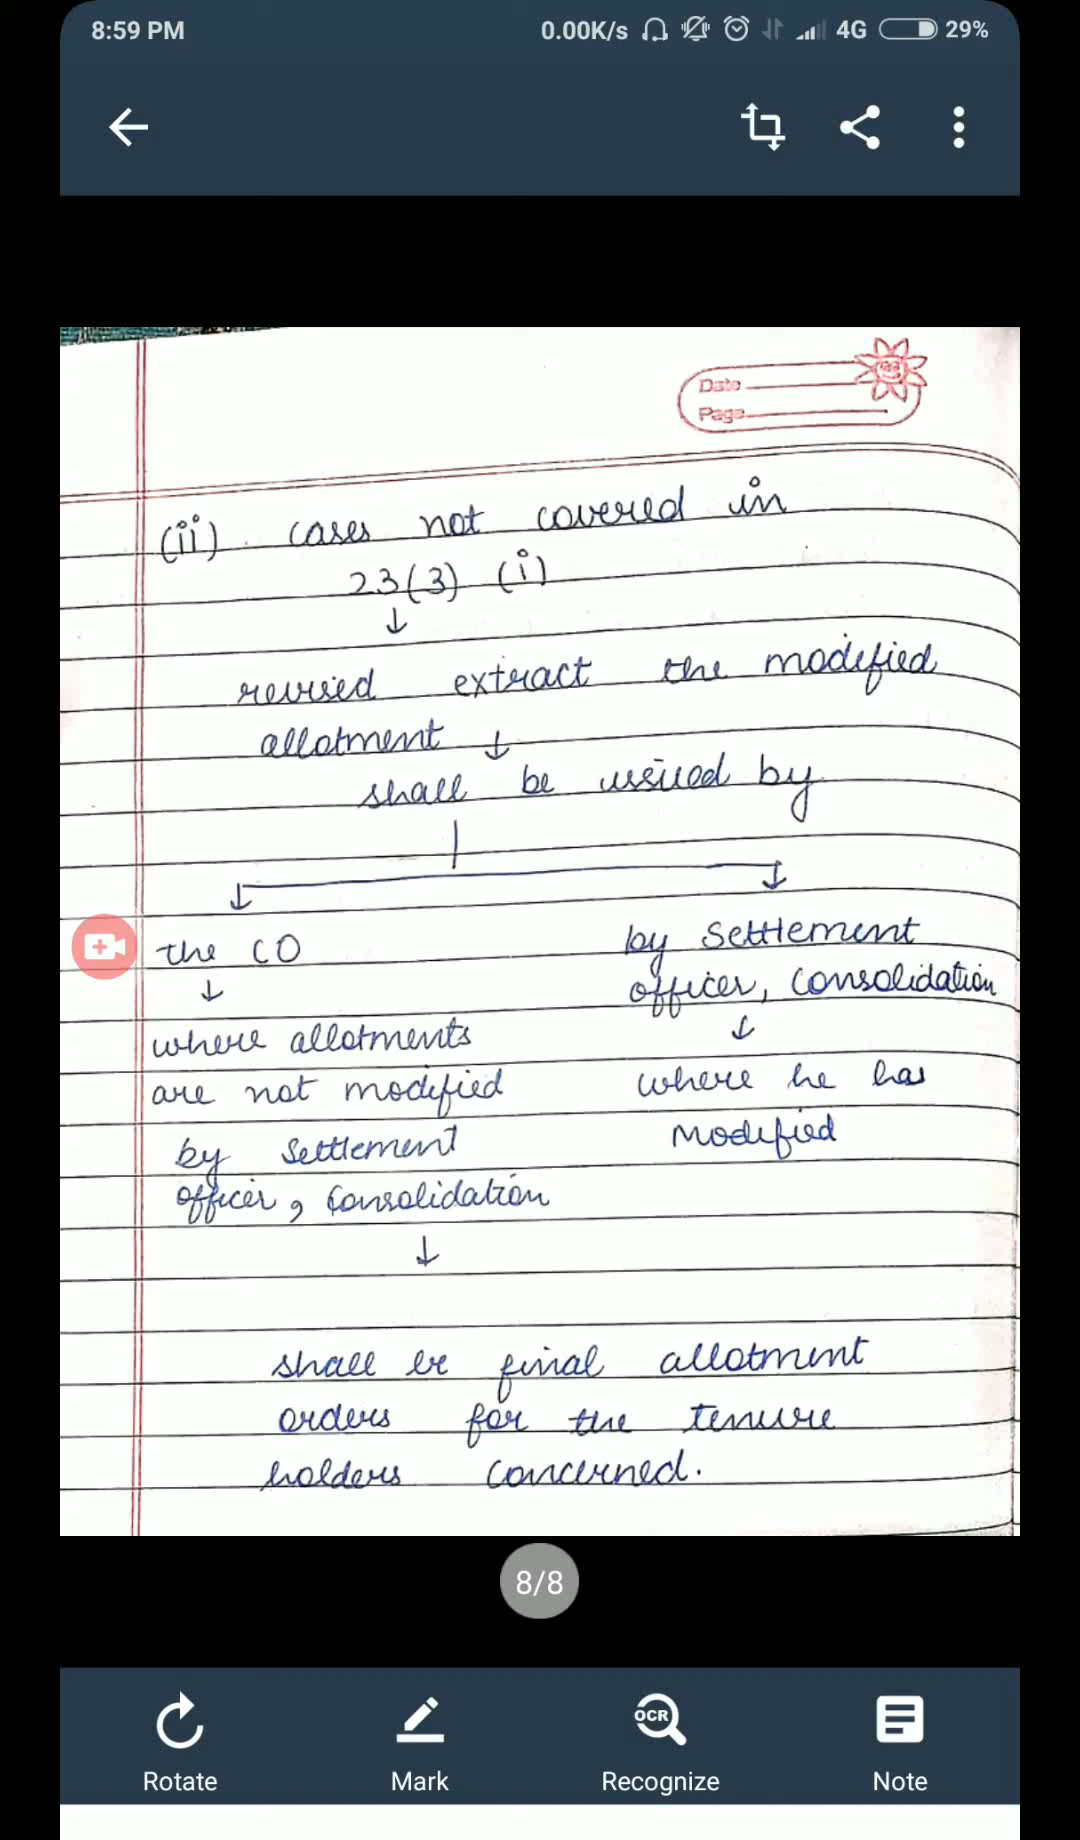 8:59 PM
0.00K/s 4G 29%
Date
Page
(ii) cases not covered in
23(3) (i)
revised extract the modified
allotment
shall be issued by
the CO
by Settlement
officer, Consolidation
where allotments
are not modified
by Settlement
officer, Consolidation
where he has
Modified
shall be final allotment
orders for the tenure
holders concerned.
8/8
OCR
Rotate Mark Recognize Note